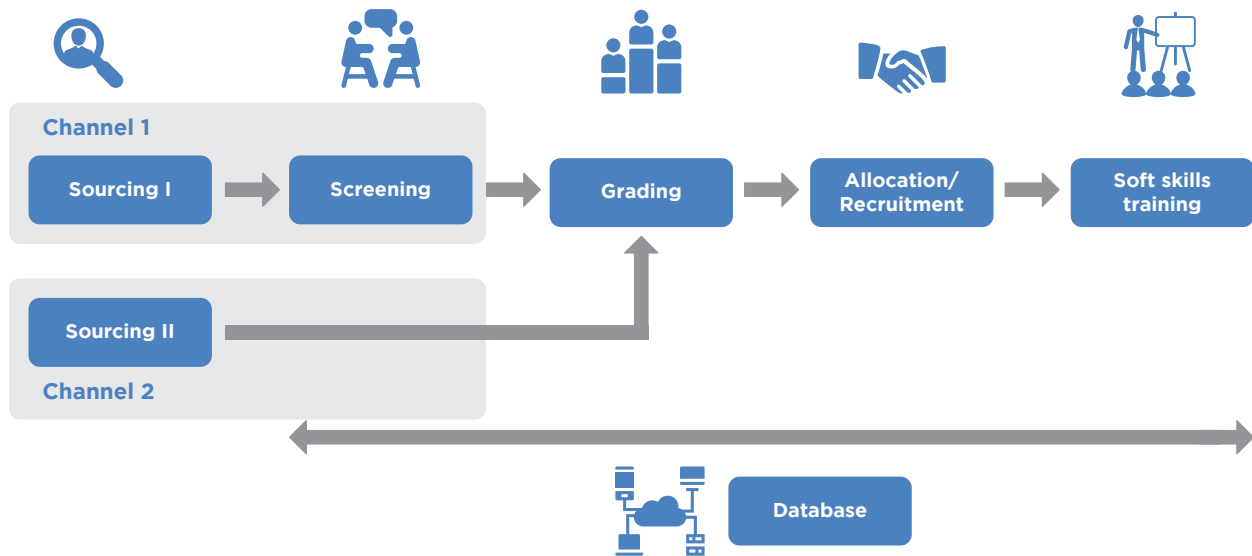 Channel 1
Sourcing I
Screening
Grading
Allocation/
Recruitment
Soft skills
training
Sourcing II
Channel 2
Database